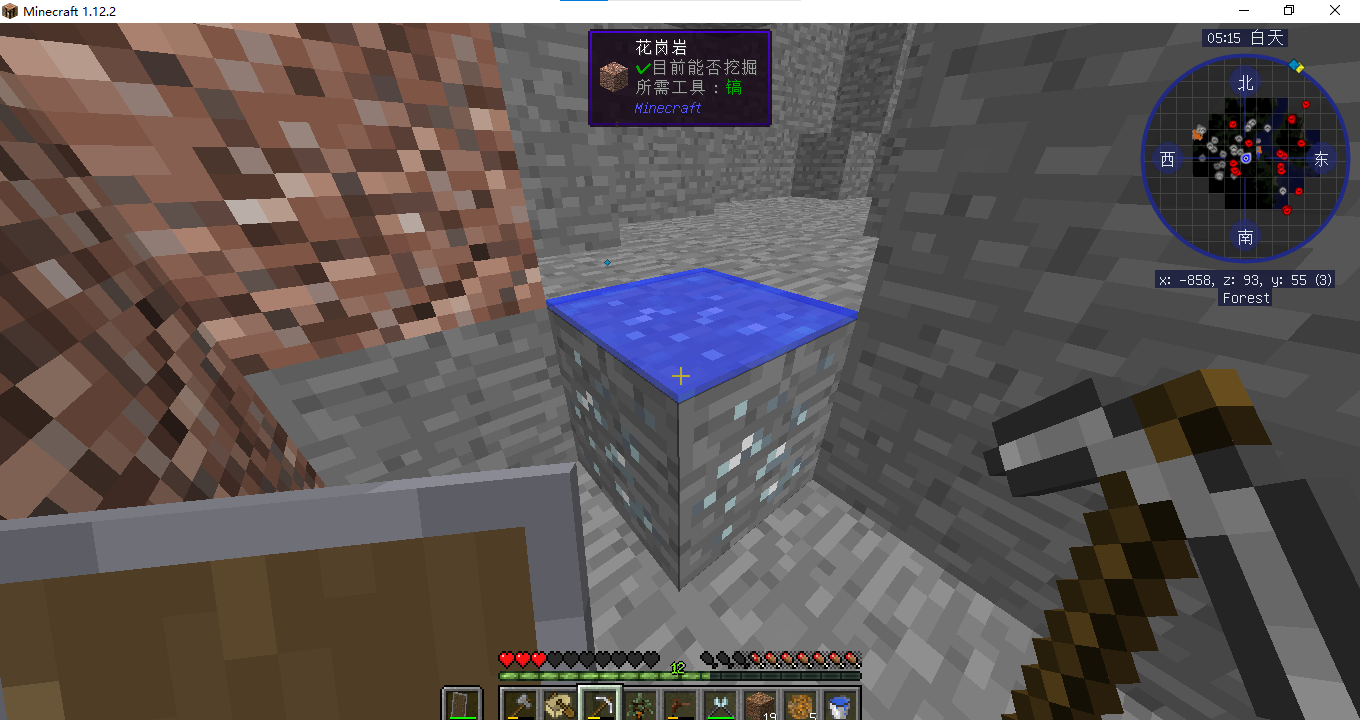 Minecraft 1.12.2
花岗岩
目前能否挖掘
所需工具：镐
Minecraft
05:15 白天
北
西
东
南
x: -858, z: 93, y: 55 (3)
Forest
12
19
5